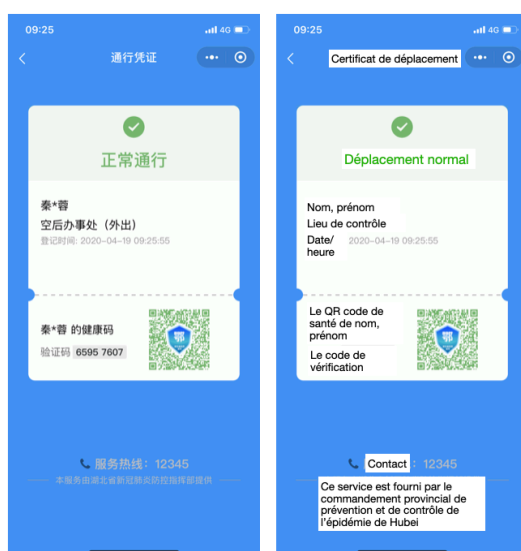 09:25
4G
通行凭证
正常通行
秦*蓉
空后办事处（外出）
登记时间: 2020-04-19 09:25:55
秦*蓉 的健康码
验证码 6595 7607
鄂
服务热线：12345
本服务由湖北省新冠肺炎防控指挥部提供
09:25
4G
Certificat de déplacement
Déplacement normal
Nom, prénom
Lieu de contrôle
Date/
heure
2020-04-19 09:25:55
Le QR code de
santé de nom,
prénom
Le code de
vérification
鄂
Contact : 12345
Ce service est fourni par le
commandement provincial de
prévention et de contrôle de
l'épidémie de Hubei